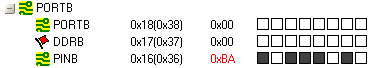 PORTB
PORTB 0x18(0x38) 0x00
DDRB 0x17(0x37) 0x00
PINB 0x16(0x36) 0xBA